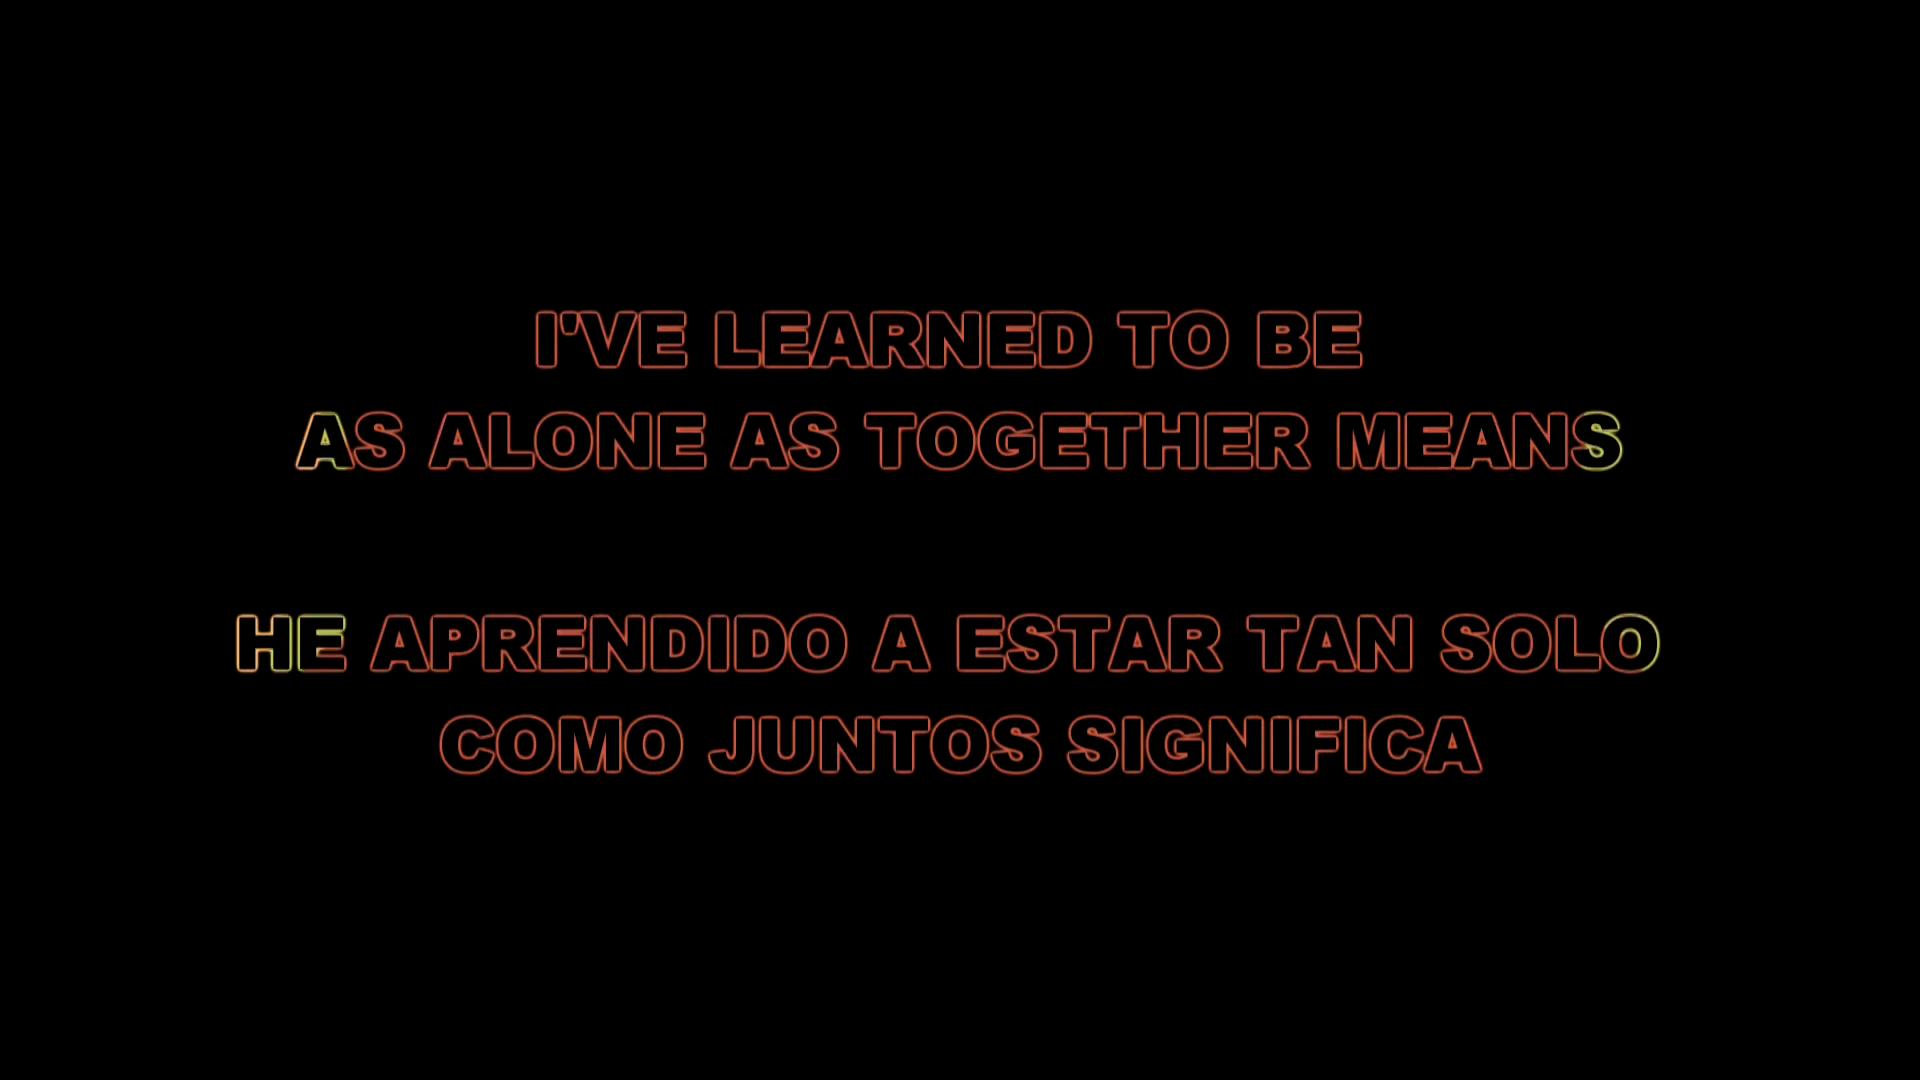 I'VE LEARNED TO BE
AS ALONE AS TOGETHER MEANS
HE APRENDIDO A ESTAR TAN SOLO
COMO JUNTOS SIGNIFICA